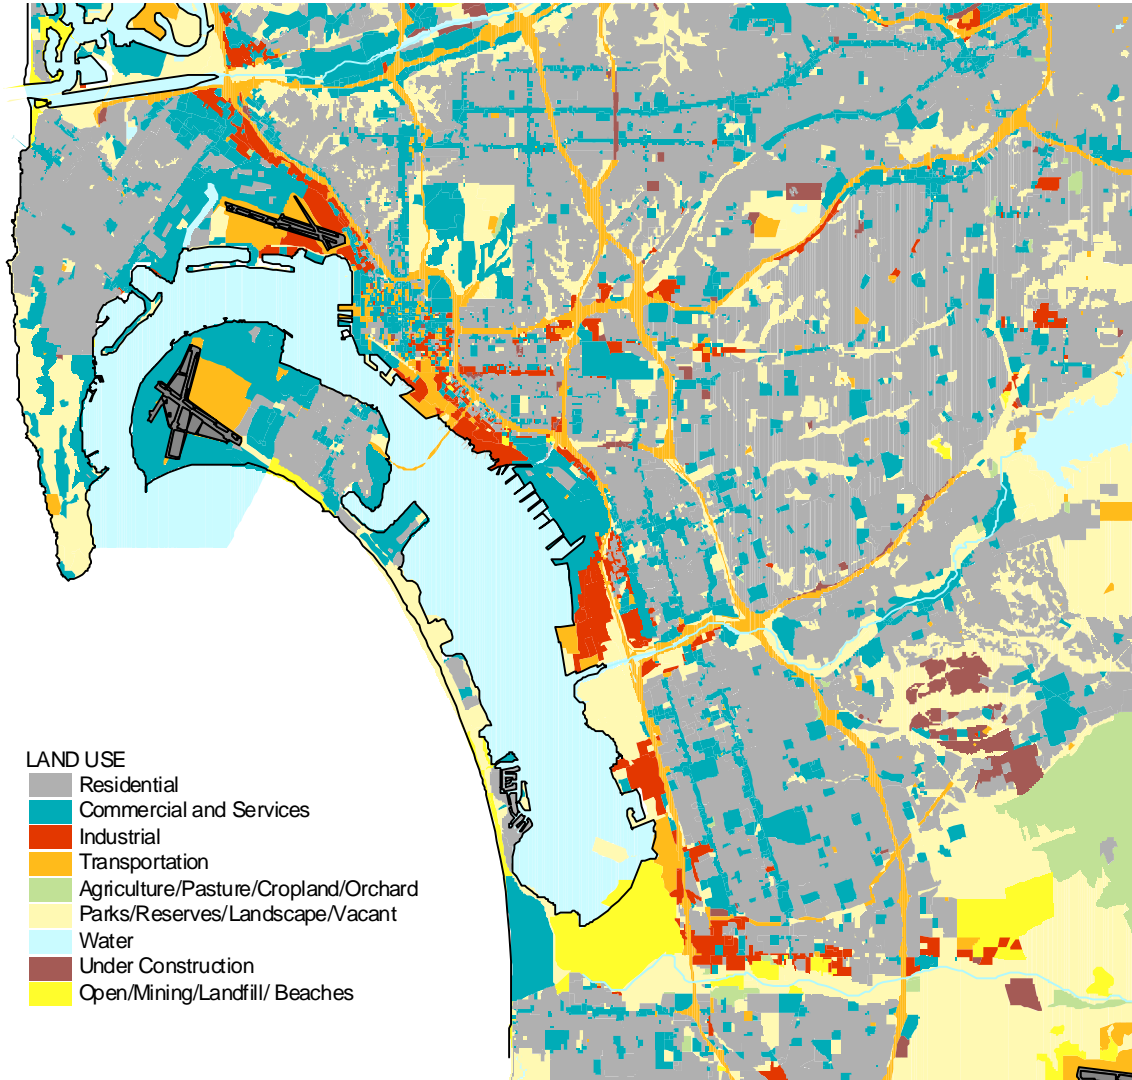 LAND USE
Residential
Commercial and Services
Industrial
Transportation
Agriculture/Pasture/Cropland/Orchard
Parks/Reserves/Landscape/Vacant
Water
Under Construction
Open/Mining/Landfill/ Beaches